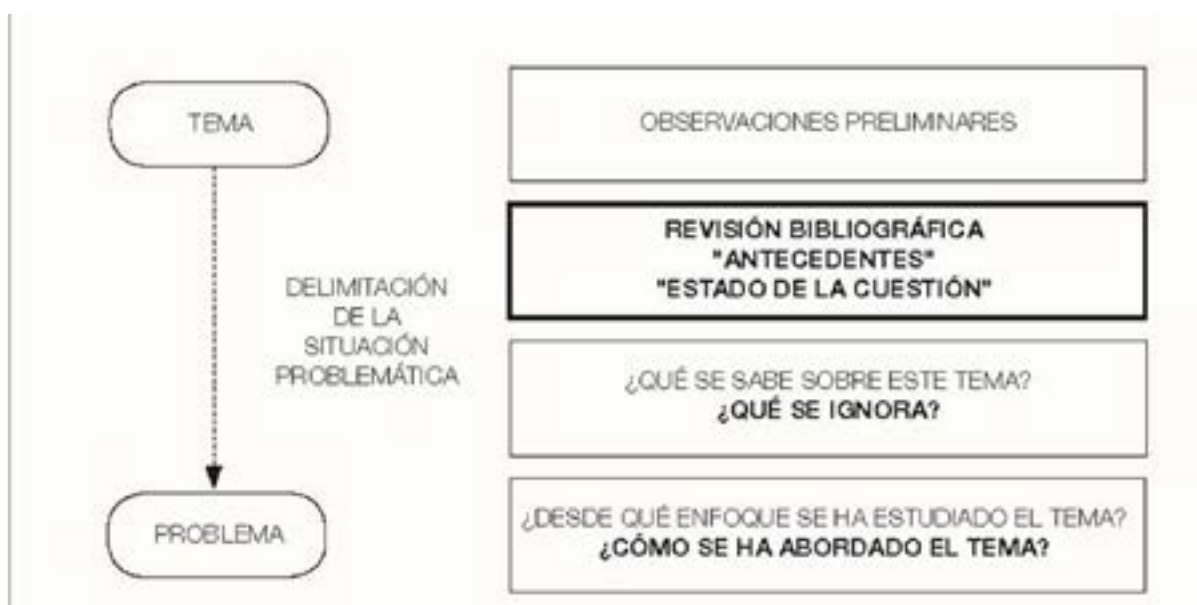 TEMA
DELIMITACIÓN
DE LA
SITUACIÓN
PROBLEMÁTICA
PROBLEMA
OBSERVACIONES PRELIMINARES
REVISIÓN BIBLIOGRÁFICA
"ANTECEDENTES"
"ESTADO DE LA CUESTIÓN"
¿QUÉ SE SABE SOBRE ESTE TEMA?
¿QUÉ SE IGNORA?
¿DESDE QUÉ ENFOQUE SE HA ESTUDIADO EL TEMA?
¿CÓMO SE HA ABORDADO EL TEMA?